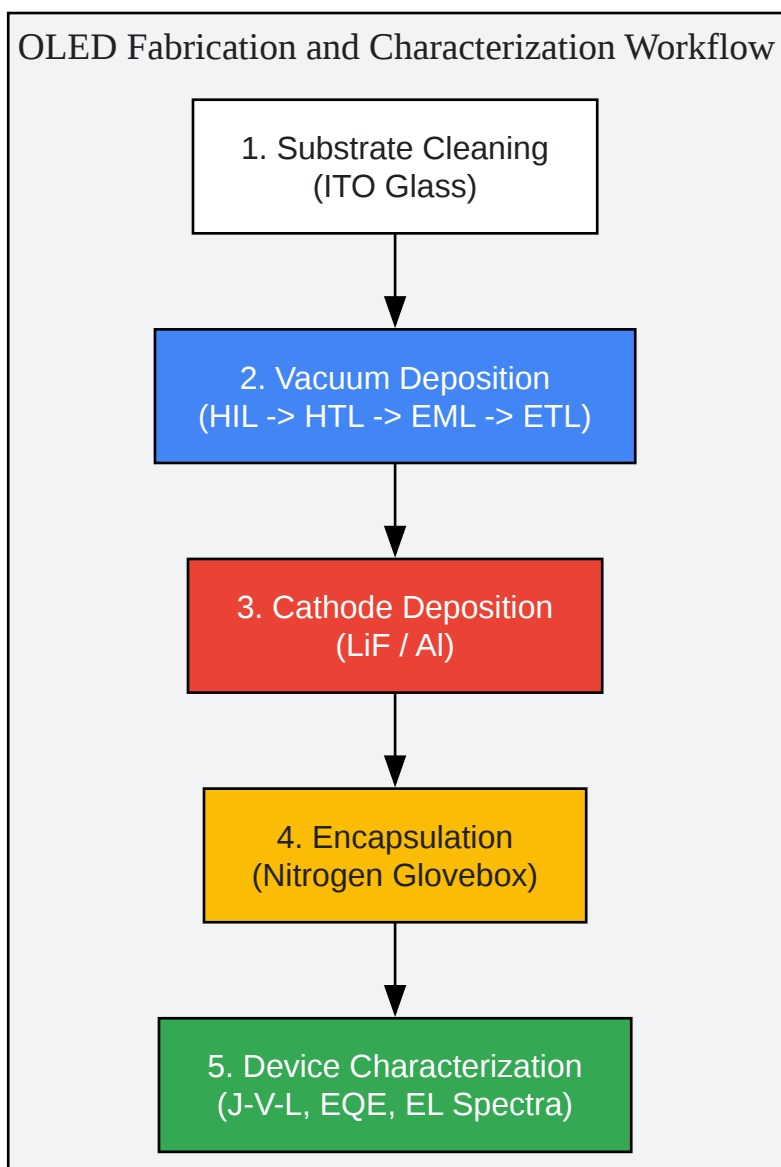 OLED Fabrication and Characterization Workflow
1. Substrate Cleaning
(ITO Glass)
2. Vacuum Deposition
(HIL -> HTL -> EML -> ETL)
3. Cathode Deposition
(LiF / Al)
4. Encapsulation
(Nitrogen Glovebox)
5. Device Characterization
(J-V-L, EQE, EL Spectra)